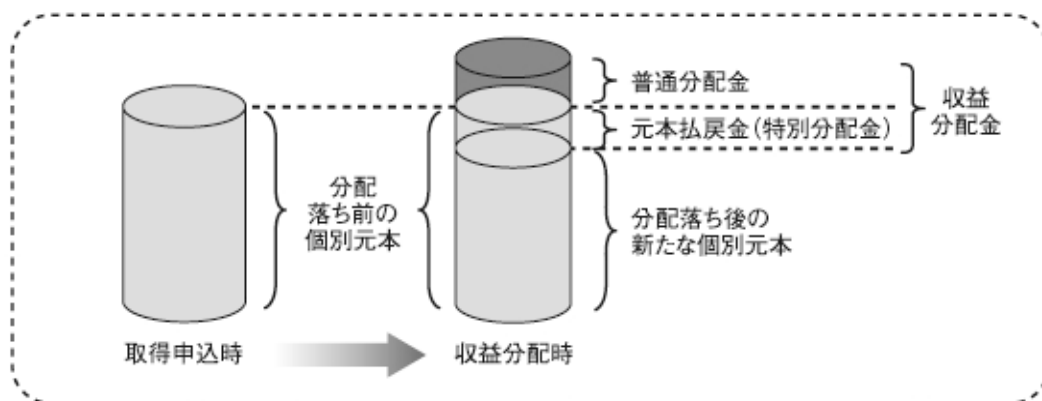 普通分配金
収益
分配金
元本払戻金(特別分配金)
分配
落ち前の
個別元本
分配落ち後の
新たな個別元本
取得申込時
収益分配時